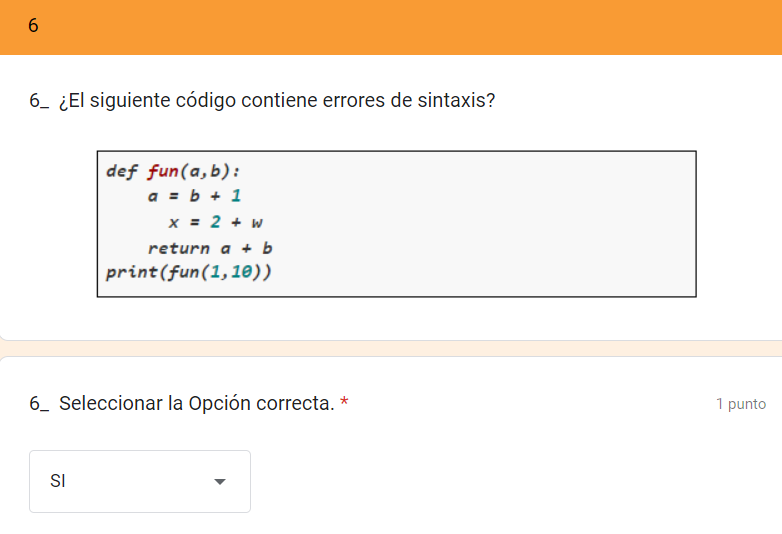 6
6_ ¿El siguiente código contiene errores de sintaxis?
def fun(a,b):
    a = b + 1
      x = 2 + w
    return a + b
print(fun(1,10))
6_ Seleccionar la Opción correcta. *
1 punto
SI